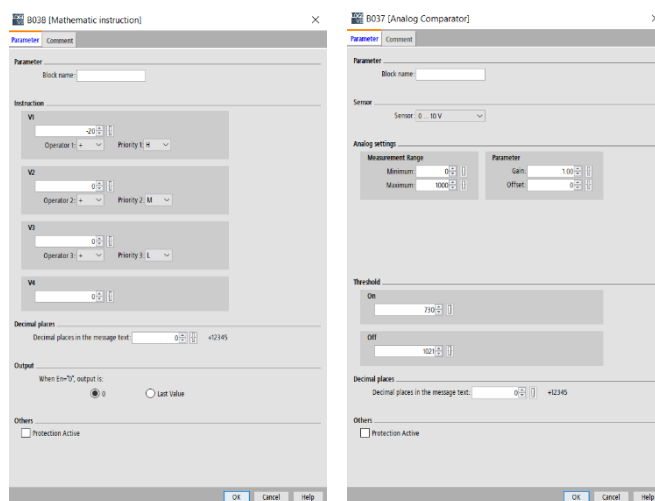 B038 [Mathematic instruction]
Parameter Comment
Parameter
Block name:
Instruction
V1
-20
Operator 1: + Priority 1: H
V2
0
Operator 2: + Priority 2: M
V3
0
Operator 3: + Priority 3: L
V4
0
Decimal places
Decimal places in the message text: 0 +12345
Output
When En="0", output is:
0 Last Value
Others
Protection Active
OK Cancel Help
B037 [Analog Comparator]
Parameter Comment
Parameter
Block name:
Sensor
Sensor: 0 ... 10 V
Analog settings
Measurement Range
Minimum: 0
Maximum: 1000
Parameter
Gain: 1.00
Offset: 0
Threshold
On
730
Off
1021
Decimal places
Decimal places in the message text: 0 +12345
Others
Protection Active
OK Cancel Help